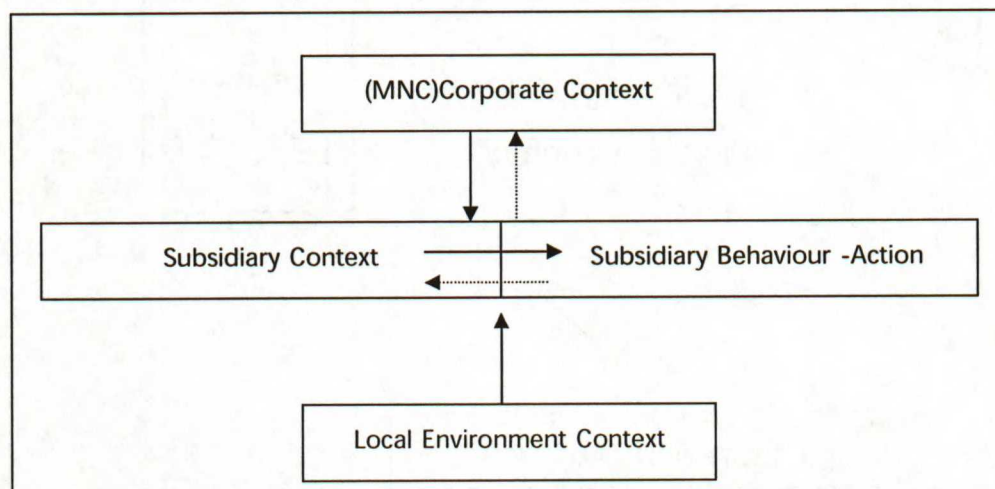 (MNC)Corporate Context
Subsidiary Context
Subsidiary Behaviour -Action
Local Environment Context